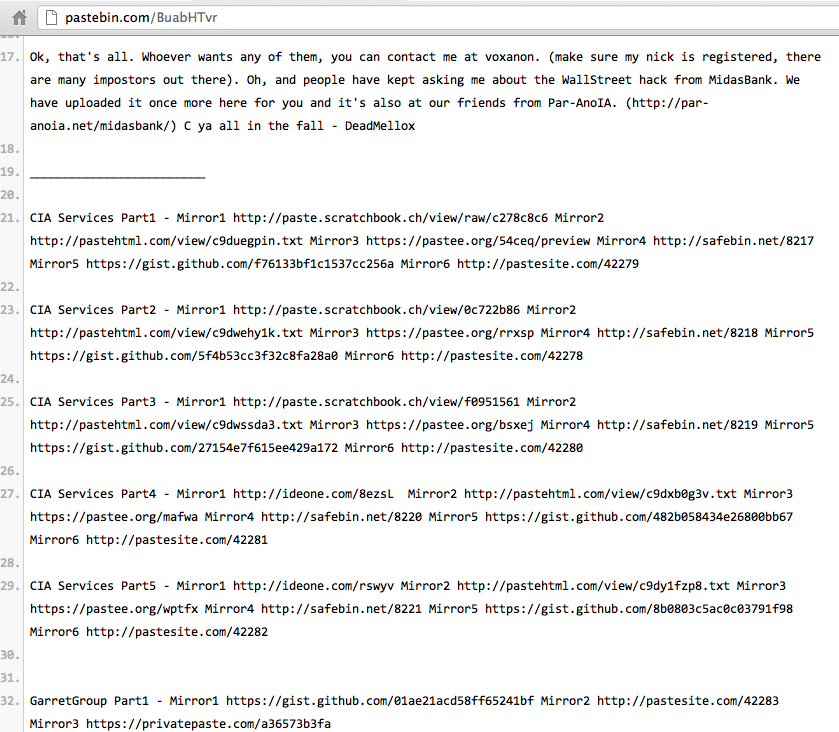 pastebin.com/BuabHTvr
17. Ok, that's all. Whoever wants any of them, you can contact me at voxanon. (make sure my nick is registered, there
are many impostors out there). Oh, and people have kept asking me about the WallStreet hack from MidasBank. We
have uploaded it once more here for you and it's also at our friends from Par-AnoIA. (http://par-
anoia.net/midasbank/) C ya all in the fall - DeadMellox
18.
19. _________________________
20.
21. CIA Services Part1 - Mirror1 http://paste.scratchbook.ch/view/raw/c278c8c6 Mirror2
http://pastehtml.com/view/c9duegpin.txt Mirror3 https://pastee.org/54ceq/preview Mirror4 http://safebin.net/8217
Mirror5 https://gist.github.com/f76133bf1c1537cc256a Mirror6 http://pastesite.com/42279
22.
23. CIA Services Part2 - Mirror1 http://paste.scratchbook.ch/view/0c722b86 Mirror2
http://pastehtml.com/view/c9dwehy1k.txt Mirror3 https://pastee.org/rrxsp Mirror4 http://safebin.net/8218 Mirror5
https://gist.github.com/5f4b53cc3f32c8fa28a0 Mirror6 http://pastesite.com/42278
24.
25. CIA Services Part3 - Mirror1 http://paste.scratchbook.ch/view/f0951561 Mirror2
http://pastehtml.com/view/c9dwssda3.txt Mirror3 https://pastee.org/bsxej Mirror4 http://safebin.net/8219 Mirror5
https://gist.github.com/27154e7f615ee429a172 Mirror6 http://pastesite.com/42280
26.
27. CIA Services Part4 - Mirror1 http://ideone.com/8ezsL  Mirror2 http://pastehtml.com/view/c9dxb0g3v.txt Mirror3
https://pastee.org/mafwa Mirror4 http://safebin.net/8220 Mirror5 https://gist.github.com/482b058434e26800bb67
Mirror6 http://pastesite.com/42281
28.
29. CIA Services Part5 - Mirror1 http://ideone.com/rswyv Mirror2 http://pastehtml.com/view/c9dy1fzp8.txt Mirror3
https://pastee.org/wptfx Mirror4 http://safebin.net/8221 Mirror5 https://gist.github.com/8b0803c5ac0c03791f98
Mirror6 http://pastesite.com/42282
30.
31.
32. GarretGroup Part1 - Mirror1 https://gist.github.com/01ae21acd58ff65241bf Mirror2 http://pastesite.com/42283
Mirror3 https://privatepaste.com/a36573b3fa